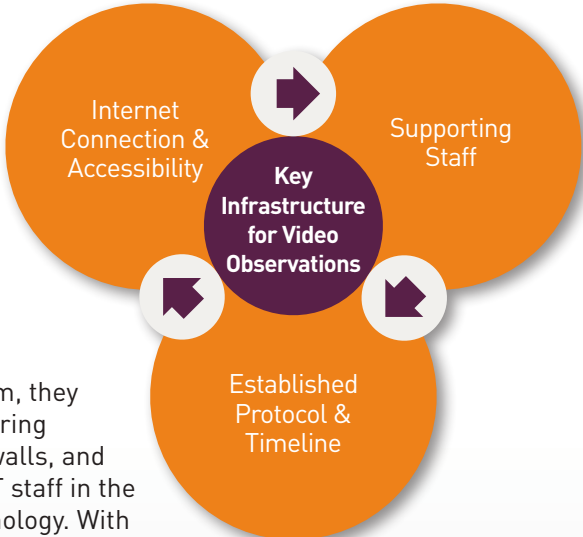 Internet
Connection &
Accessibility
Supporting
Staff
Key
Infrastructure
for Video
Observations
Established
Protocol &
Timeline
m, they
ring
walls, and
T staff in the
nology. With